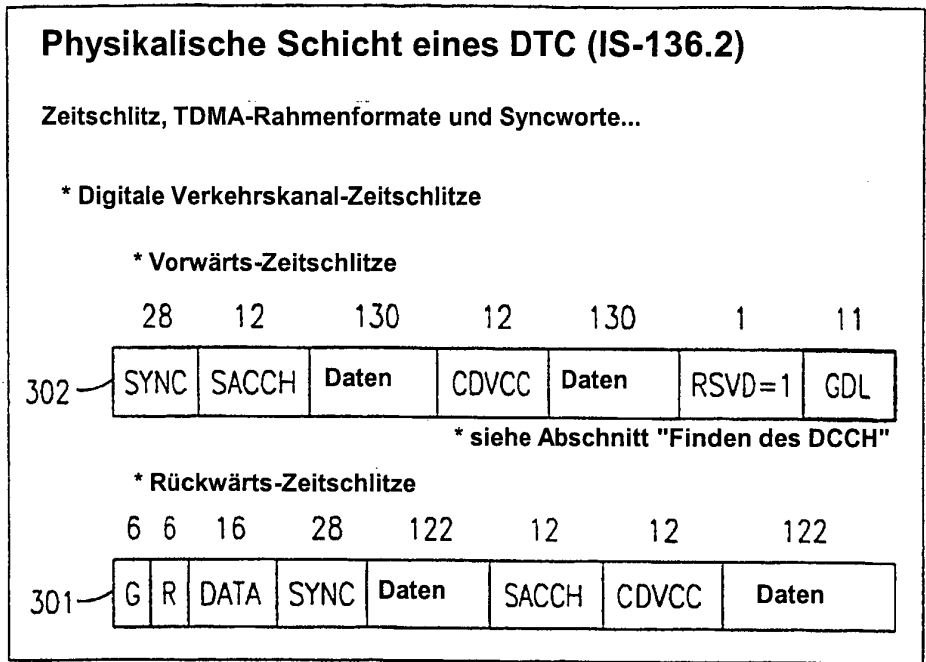 Physikalische Schicht eines DTC (IS-136.2)
Zeitschlitz, TDMA-Rahmenformate und Syncworte...
* Digitale Verkehrskanal-Zeitschlitze
* Vorwärts-Zeitschlitze
28 12 130 12 130 1 11
302 SYNC SACCH Daten CDVCC Daten RSVD=1 GDL
* siehe Abschnitt "Finden des DCCH"
* Rückwärts-Zeitschlitze
6 6 16 28 122 12 12 122
301 G R DATA SYNC Daten SACCH CDVCC Daten